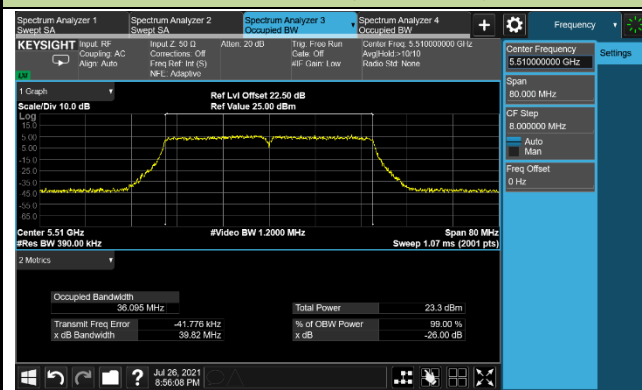 Spectrum Analyzer 1
Swept SA
Spectrum Analyzer 2
Swept SA
Spectrum Analyzer 3
Occupied BW
Spectrum Analyzer 4
Occupied BW
+
Frequency
KEYSIGHT
Input: RF
Coupling: AC
Align: Auto
Input Z: 50 Ω
Corrections: Off
Freq Ref: Int (S)
NFE: Adaptive
Atten: 20 dB
Trig: Free Run
Gate: Off
#IF Gain: Low
Center Freq: 5.510000000 GHz
Avg|Hold:>10/10
Radio Std: None
LXI
Center Frequency
5.510000000 GHz
Settings
Span
80.000 MHz
CF Step
8.000000 MHz
Auto
Man
Freq Offset
0 Hz
1 Graph
Scale/Div 10.0 dB
Ref Lvl Offset 22.50 dB
Ref Value 25.00 dBm
Log
15.0
5.00
-5.00
-15.0
-25.0
-35.0
-45.0
-55.0
-65.0
Center 5.51 GHz
#Res BW 390.00 kHz
#Video BW 1.2000 MHz
Span 80 MHz
Sweep 1.07 ms (2001 pts)
2 Metrics
Occupied Bandwidth
36.095 MHz
Total Power
23.3 dBm
Transmit Freq Error
-41.776 kHz
% of OBW Power
99.00 %
x dB Bandwidth
39.82 MHz
x dB
-26.00 dB
?
Jul 26, 2021
8:56:08 PM